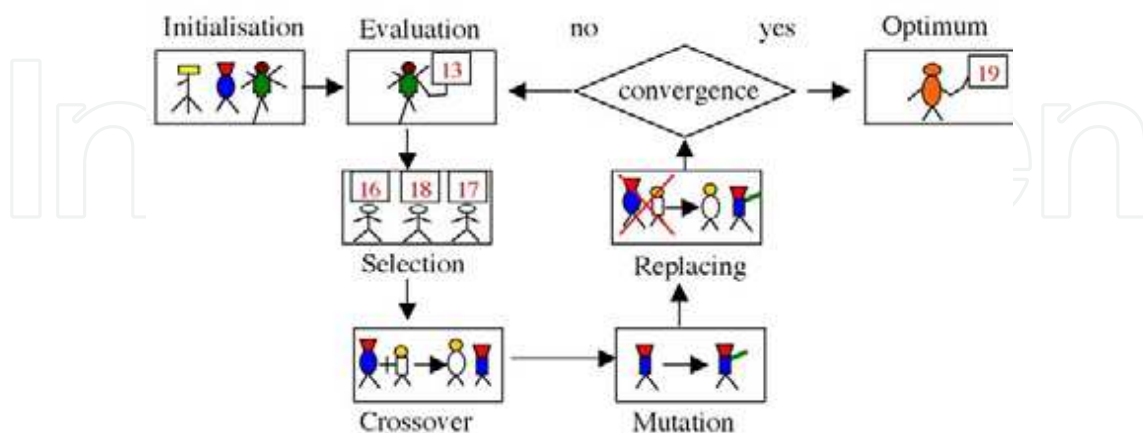 Initialisation Evaluation no yes Optimum
13 convergence 19
16 18 17
Selection Replacing
Crossover Mutation